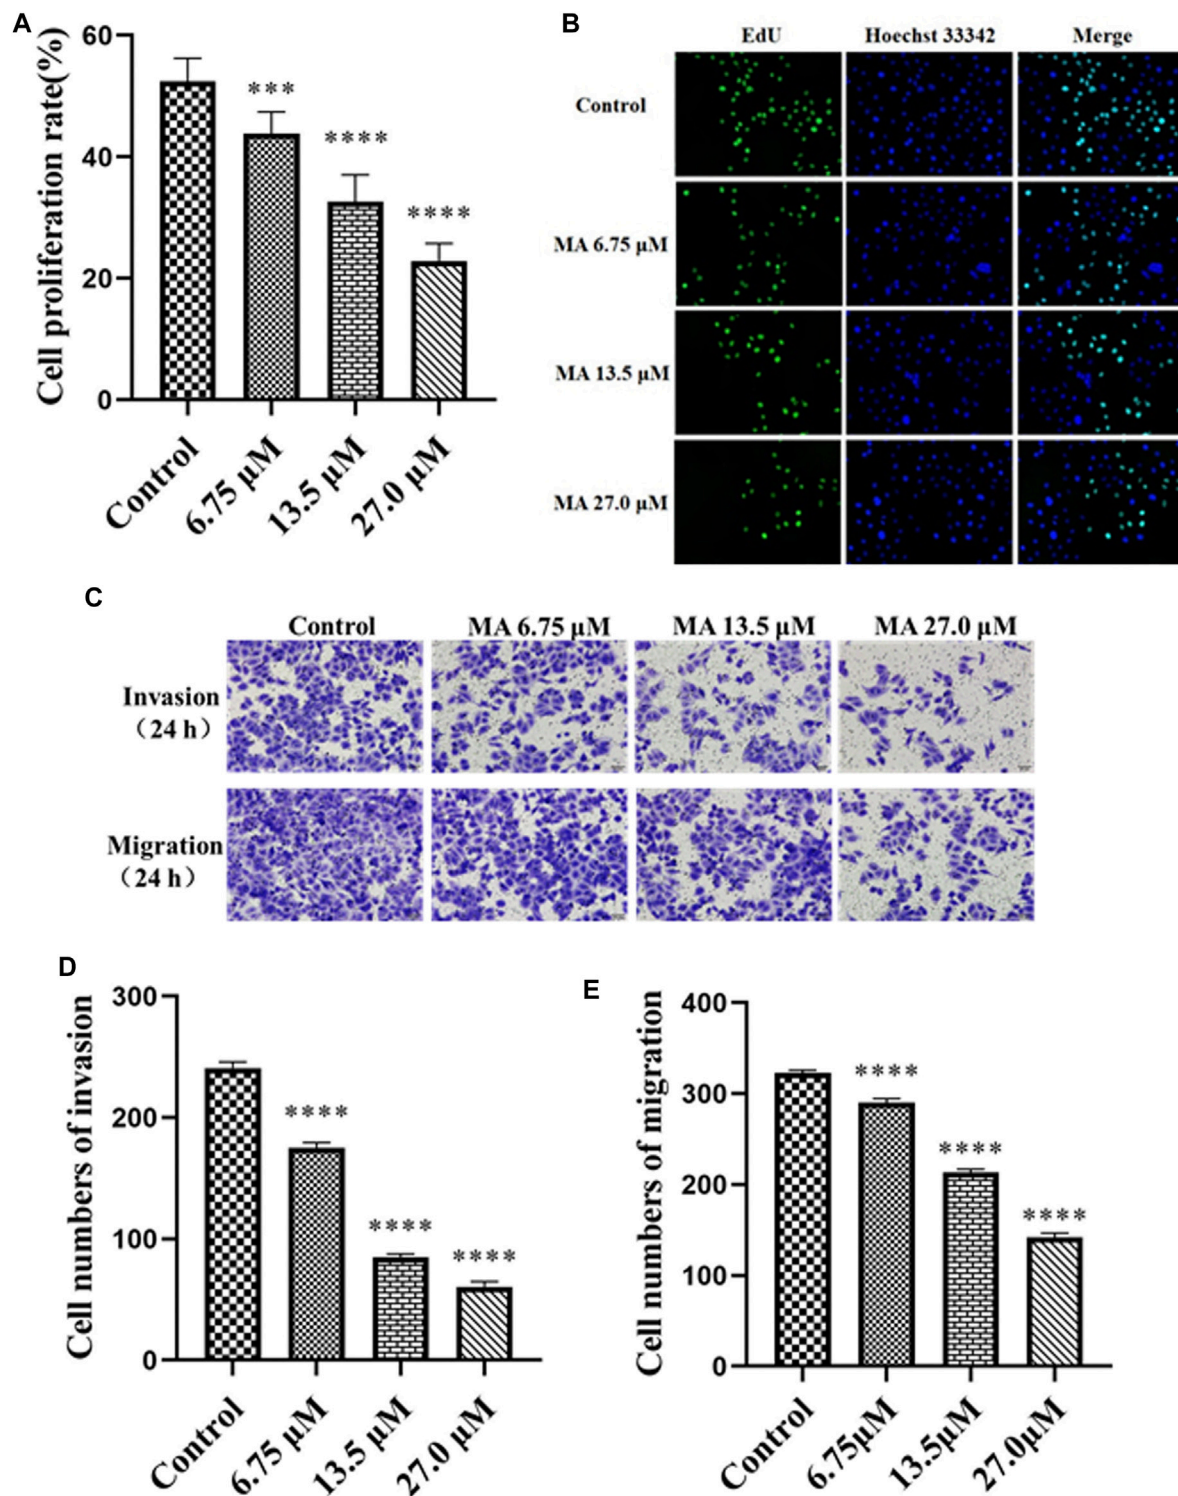 A
Cell proliferation rate(%)
60
40
20
0
***
****
****
Control
6.75 µM
13.5 µM
27.0 µM
B
EdU
Hoechst 33342
Merge
Control
MA 6.75 µM
MA 13.5 µM
MA 27.0 µM
C
Control
MA 6.75 µM
MA 13.5 µM
MA 27.0 µM
Invasion
（24 h）
Migration
（24 h）
D
Cell numbers of invasion
300
200
100
0
****
****
****
Control
6.75 µM
13.5 µM
27.0 µM
E
Cell numbers of migration
400
300
200
100
0
****
****
****
Control
6.75µM
13.5µM
27.0µM